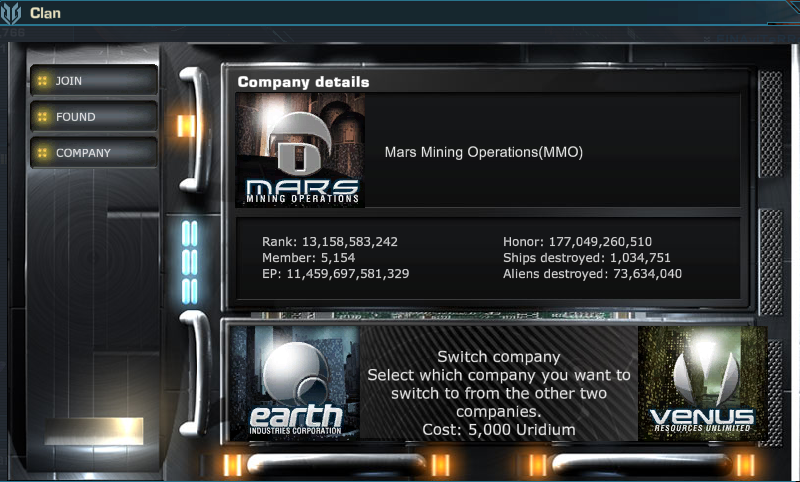 Clan
JOIN
FOUND
COMPANY
Company details
MARS
MINING OPERATIONS
Mars Mining Operations(MMO)
Rank: 13,158,583,242
Member: 5,154
EP: 11,459,697,581,329
Honor: 177,049,260,510
Ships destroyed: 1,034,751
Aliens destroyed: 73,634,040
earth
INDUSTRIES CORPORATION
Switch company
Select which company you want to
switch to from the other two
companies.
Cost: 5,000 Uridium
VENUS
RESOURCES UNLIMITED